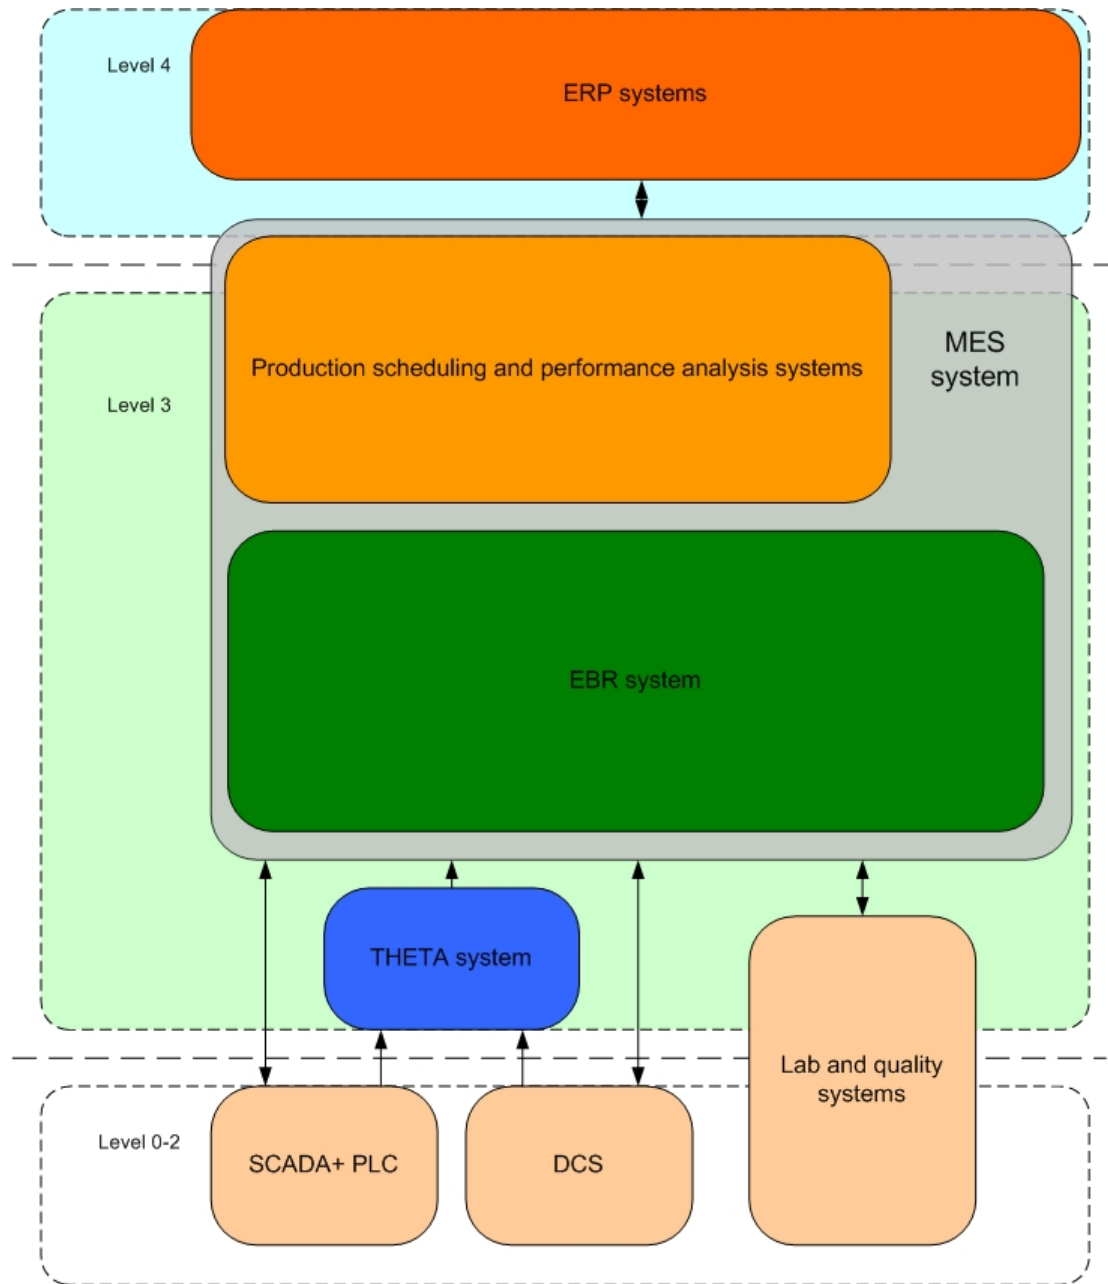 Level 4
ERP systems
MES
system
Production scheduling and performance analysis systems
Level 3
EBR system
THETA system
Lab and quality
systems
Level 0-2
SCADA+ PLC
DCS